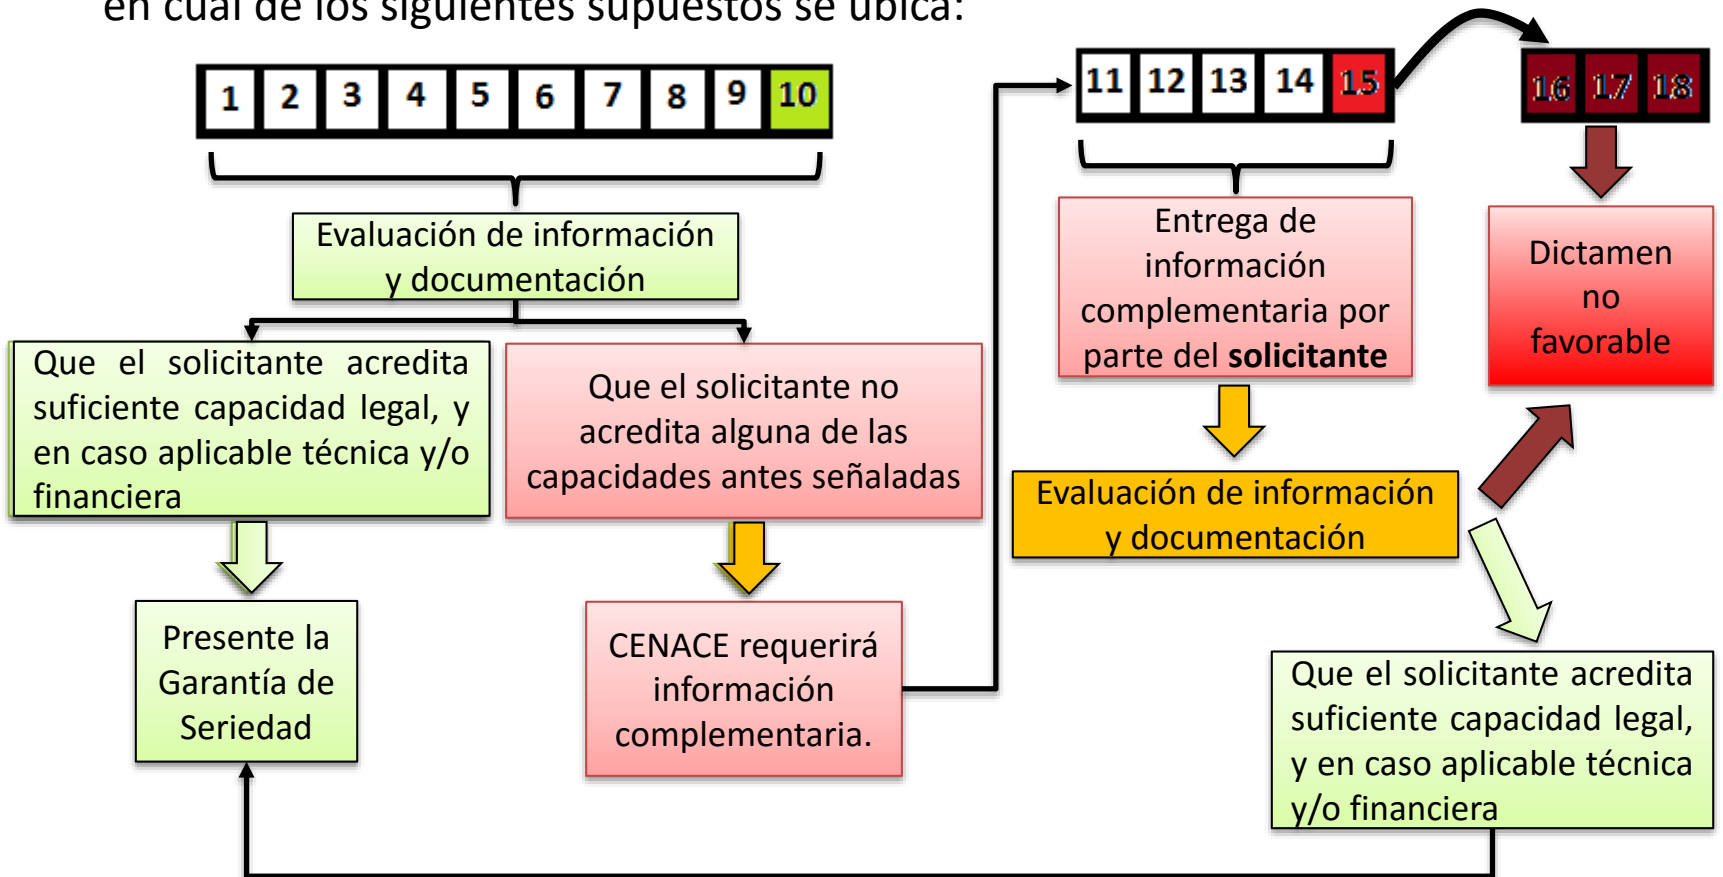 en cuál de los siguientes supuestos se ubica:
1 2 3 4 5 6 7 8 9 10
11 12 13 14 15
16 17 18
Evaluación de información
y documentación
Que el solicitante acredita
suficiente capacidad legal, y
en caso aplicable técnica y/o
financiera
Presente la
Garantía de
Seriedad
Que el solicitante no
acredita alguna de las
capacidades antes señaladas
CENACE requerirá
información
complementaria.
Entrega de
información
complementaria por
parte del solicitante
Evaluación de información
y documentación
Dictamen
no
favorable
Que el solicitante acredita
suficiente capacidad legal,
y en caso aplicable técnica
y/o financiera